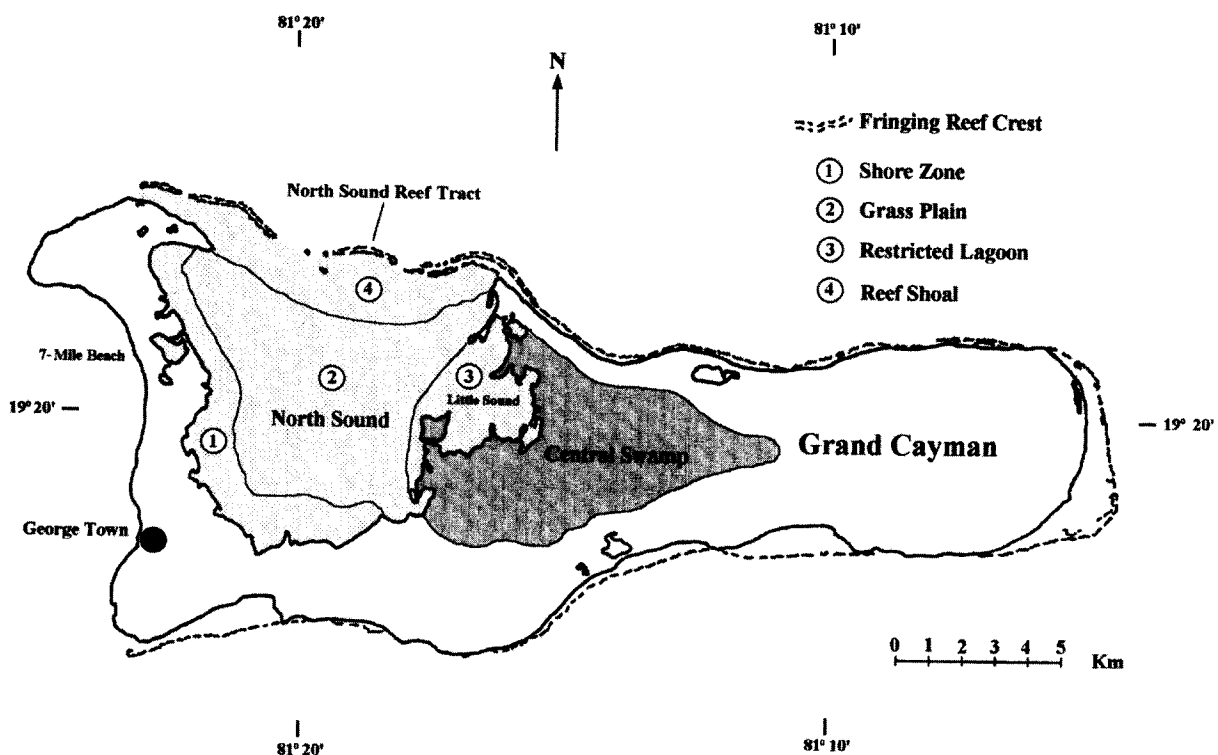 81° 20'
81° 10'
N
Fringing Reef Crest
1 Shore Zone
2 Grass Plain
3 Restricted Lagoon
4 Reef Shoal
North Sound Reef Tract
4
7-Mile Beach
2
3
Little Sound
19° 20'
North Sound
1
19° 20'
Grand Cayman
Central Swamp
George Town
0 1 2 3 4 5
Km
81° 20'
81° 10'